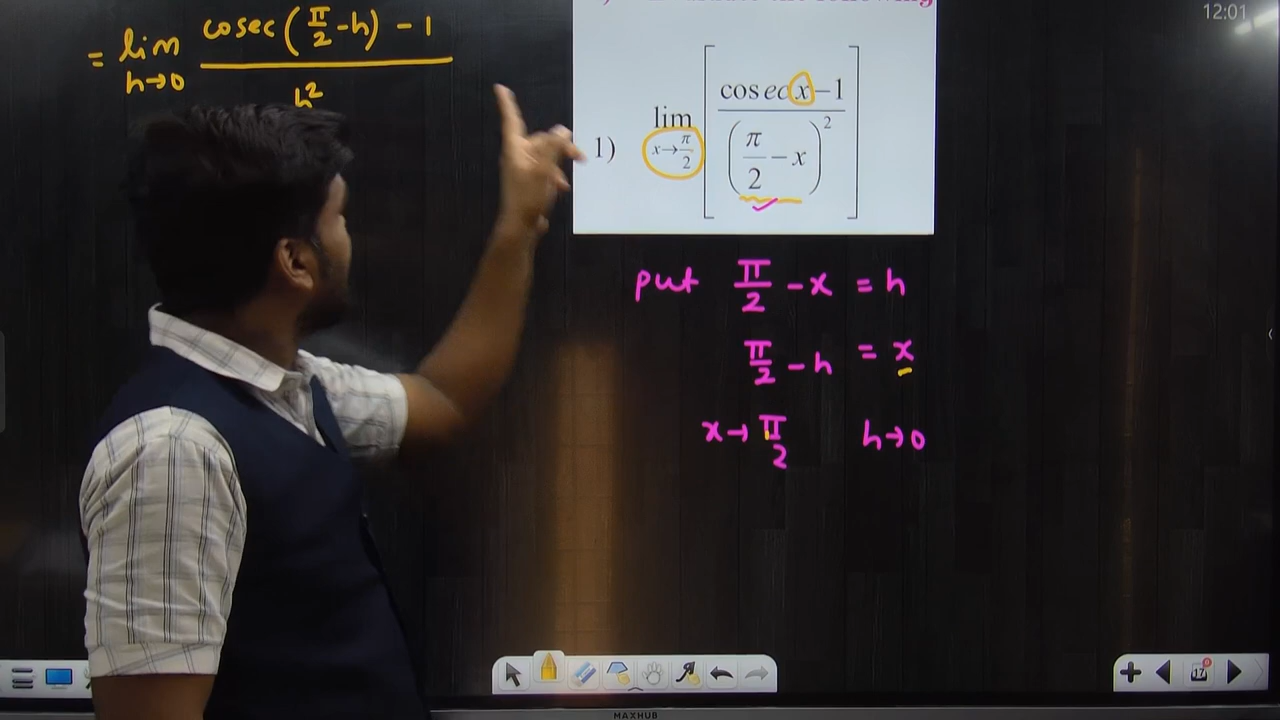 12:01
= lim h→0 cosec(π/2 - h) - 1 / h²
1) lim x→π/2 [ cosec x - 1 / (π/2 - x)² ]
put π/2 - x = h
π/2 - h = x
x→π/2 h→0
17
MAXHUB